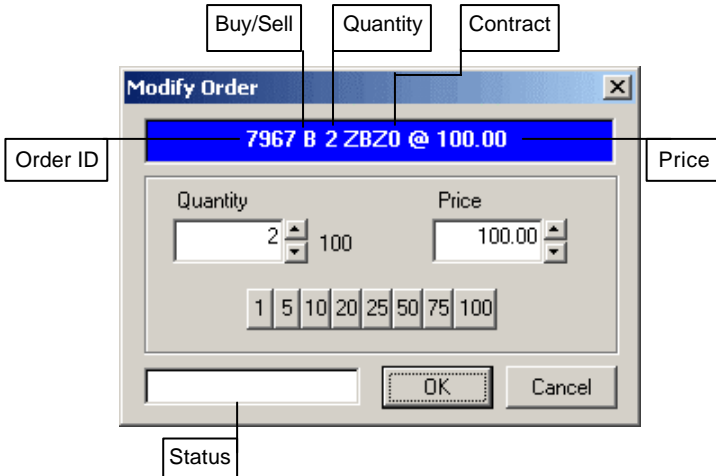 Buy/Sell Quantity Contract
Modify Order
Order ID 7967 B 2 ZBZ0 @ 100.00 Price
Quantity Price
2 100 100.00
1 5 10 20 25 50 75 100
OK Cancel
Status